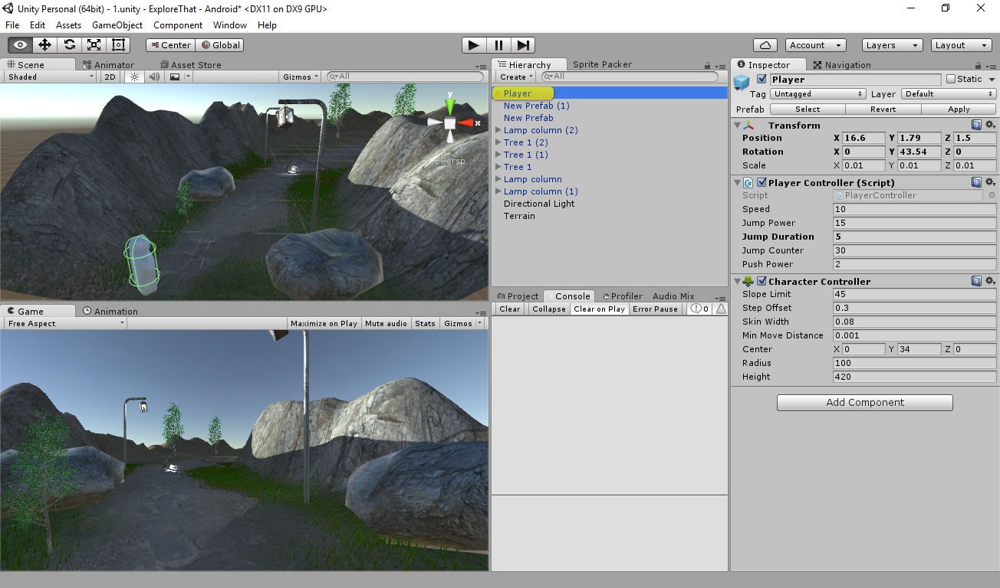 Unity Personal (64bit) - 1.unity - ExploreThat - Android* <DX11 on DX9 GPU>
File Edit Assets GameObject Component Window Help
Center Global Account Layers Layout
Scene Animator Asset Store
Shaded 2D Gizmos All
y
x
Persp
Game Animation
Free Aspect Maximize on Play Mute audio Stats Gizmos
Hierarchy Sprite Packer
Create All
Player
New Prefab (1)
New Prefab
Lamp column (2)
Tree 1 (2)
Tree 1 (1)
Tree 1
Lamp column
Lamp column (1)
Directional Light
Terrain
Project Console Profiler Audio Mix
Clear Collapse Clear on Play Error Pause 0
Inspector Navigation
Player Static
Tag Untagged Layer Default
Prefab Select Revert Apply
Transform
Position X 16.6 Y 1.79 Z 1.5
Rotation X 0 Y 43.54 Z 0
Scale X 0.01 Y 0.01 Z 0.01
Player Controller (Script)
Script PlayerController
Speed 10
Jump Power 15
Jump Duration 5
Jump Counter 30
Push Power 2
Character Controller
Slope Limit 45
Step Offset 0.3
Skin Width 0.08
Min Move Distance 0.001
Center X 0 Y 34 Z 0
Radius 100
Height 420
Add Component